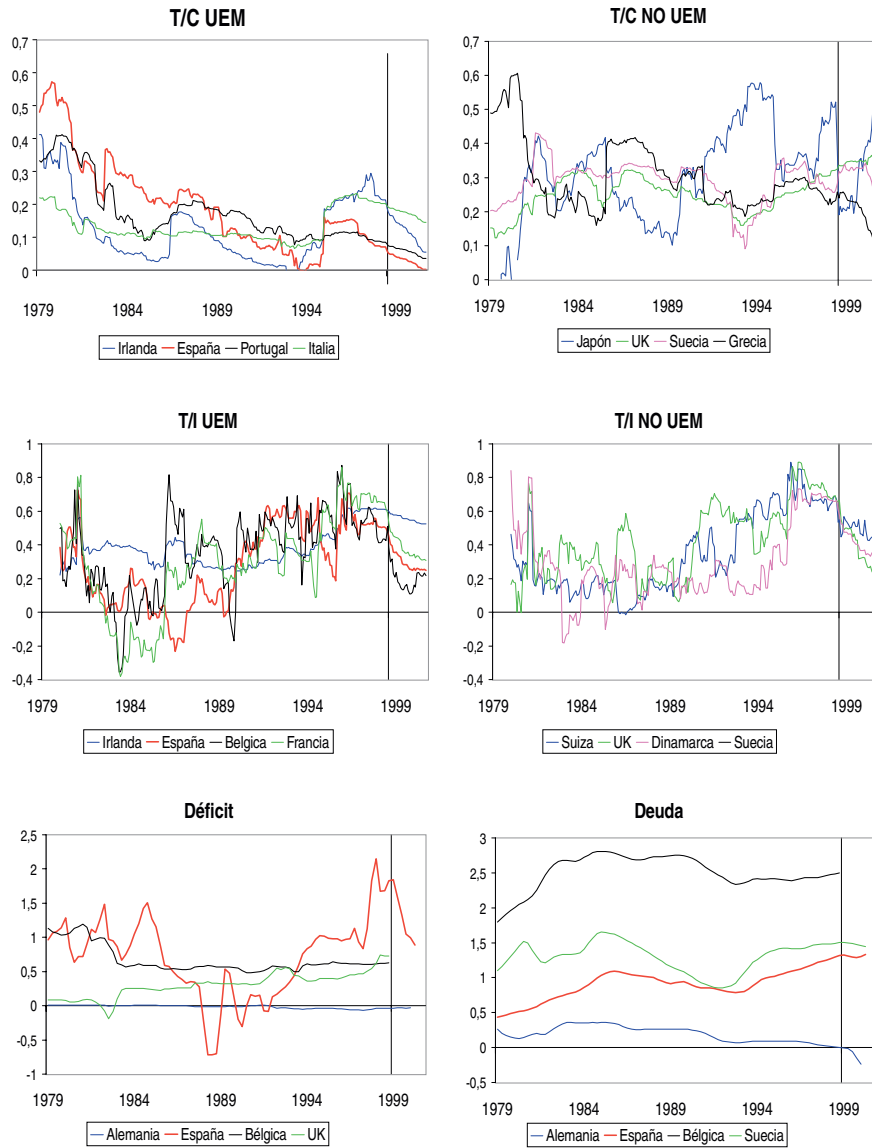 T/C UEM
0,7
0,6
0,5
0,4
0,3
0,2
0,1
0
1979 1984 1989 1994 1999
Irlanda España Portugal Italia
T/C NO UEM
0,7
0,6
0,5
0,4
0,3
0,2
0,1
0
1979 1984 1989 1994 1999
Japón UK Suecia Grecia
T/I UEM
1
0,8
0,6
0,4
0,2
0
-0,2
-0,4
1979 1984 1989 1994 1999
Irlanda España Belgica Francia
T/I NO UEM
1
0,8
0,6
0,4
0,2
0
-0,2
-0,4
1979 1984 1989 1994 1999
Suiza UK Dinamarca Suecia
Déficit
2,5
2
1,5
1
0,5
0
-0,5
-1
1979 1984 1989 1994 1999
Alemania España Bélgica UK
Deuda
3
2,5
2
1,5
1
0,5
0
-0,5
1979 1984 1989 1994 1999
Alemania España Bélgica Suecia